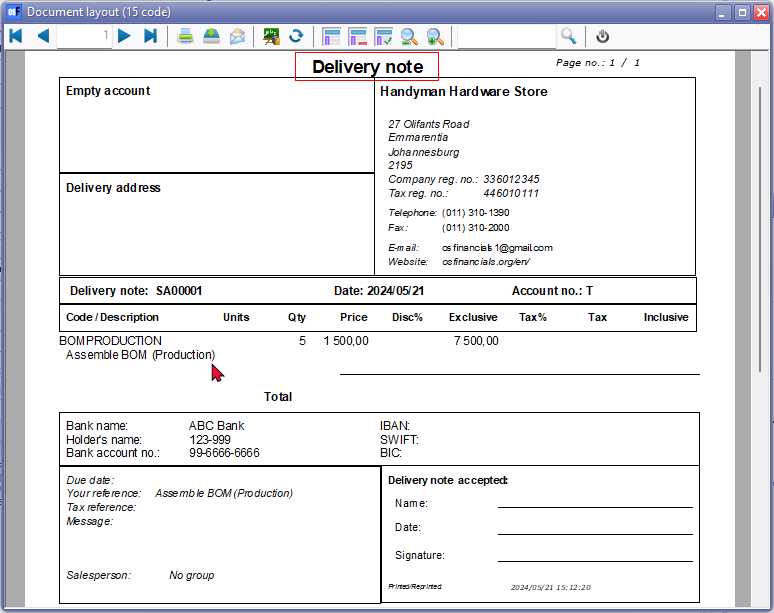 Document layout (15 code)
1
Delivery note
Page no.: 1 / 1
Empty account
Handyman Hardware Store
27 Olifants Road
Emmarentia
Johannesburg
2195
Company reg. no.: 336012345
Delivery address
Tax reg. no.: 446010111
Telephone: (011) 310-1390
Fax: (011) 310-2000
E-mail: osfinancials1@gmail.com
Website: osfinancials.org/en/
Delivery note: SA00001 Date: 2024/05/21 Account no.: T
Code / Description Units Qty Price Disc% Exclusive Tax% Tax Inclusive
BOMPRODUCTION 5 1 500,00 7 500,00
Assemble BOM (Production)
Total
Bank name: ABC Bank IBAN:
Holder's name: 123-999 SWIFT:
Bank account no.: 99-6666-6666 BIC:
Due date:
Your reference: Assemble BOM (Production)
Tax reference:
Message:
Salesperson: No group
Delivery note accepted:
Name:
Date:
Signature:
Printed/Reprinted: 2024/05/21 15:12:20